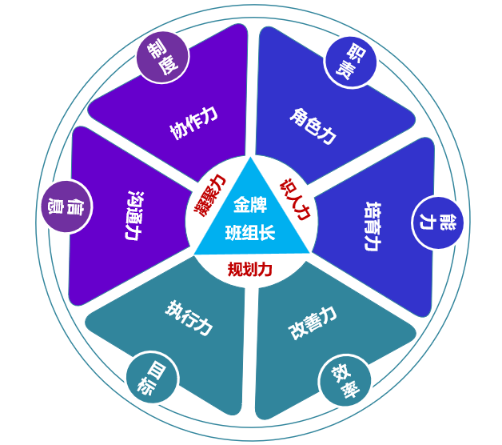 制度
职责
协作力
角色力
凝聚力
识人力
信息
沟通力
金牌
班组长
培育力
能力
规划力
执行力
改善力
目标
效率